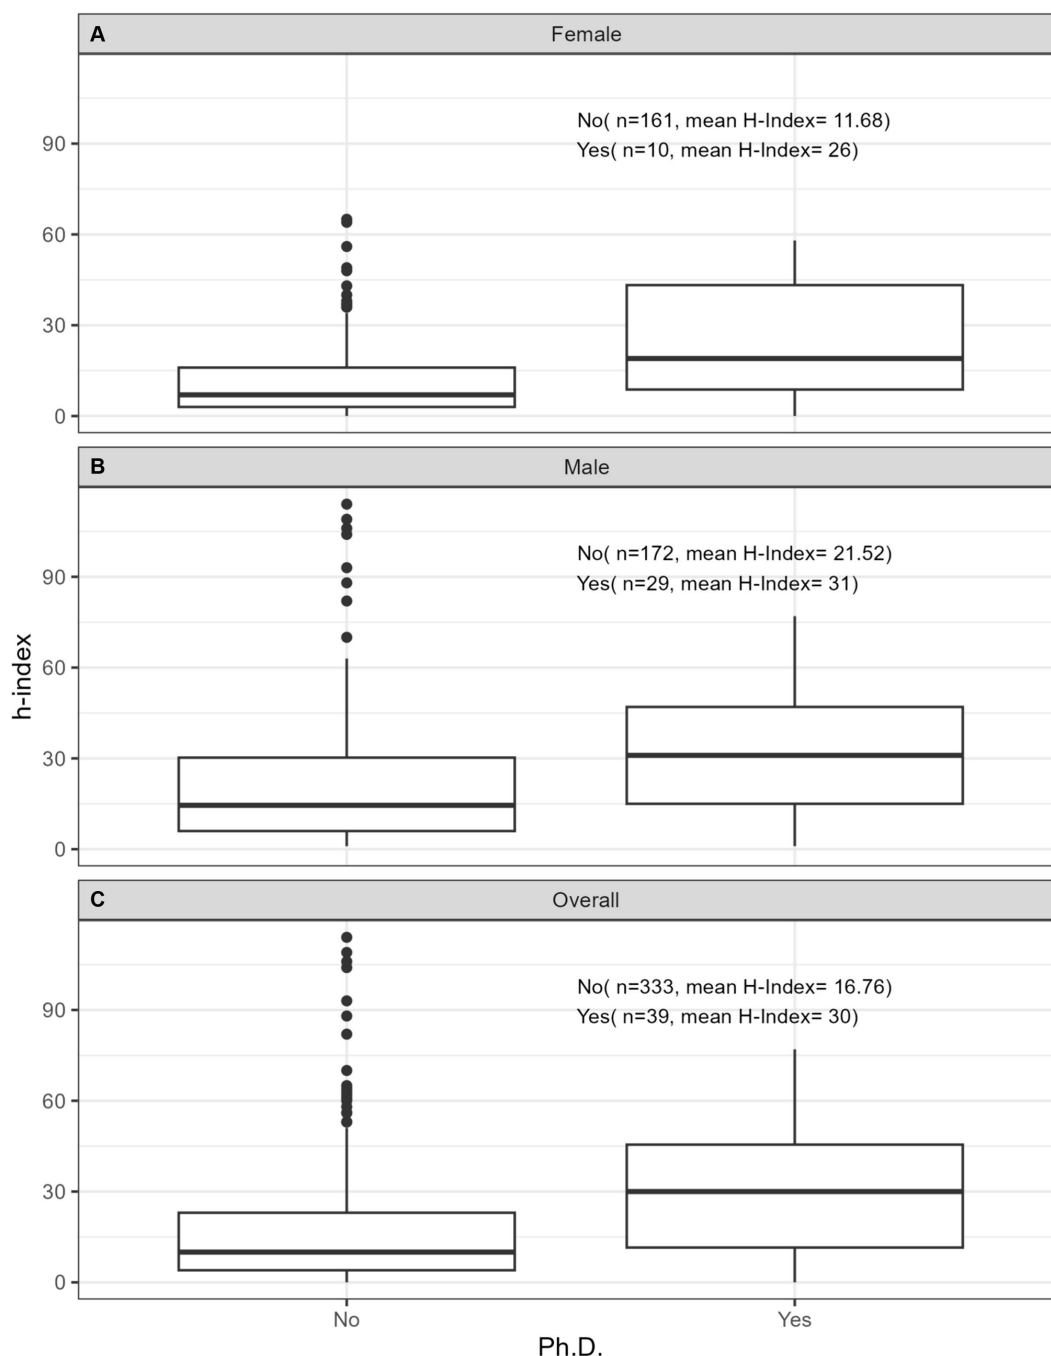 A Female
No( n=161, mean H-Index= 11.68)
Yes( n=10, mean H-Index= 26)
90
60
30
0
B Male
No( n=172, mean H-Index= 21.52)
Yes( n=29, mean H-Index= 31)
90
60
30
0
h-index
C Overall
No( n=333, mean H-Index= 16.76)
Yes( n=39, mean H-Index= 30)
90
60
30
0
No Yes
Ph.D.